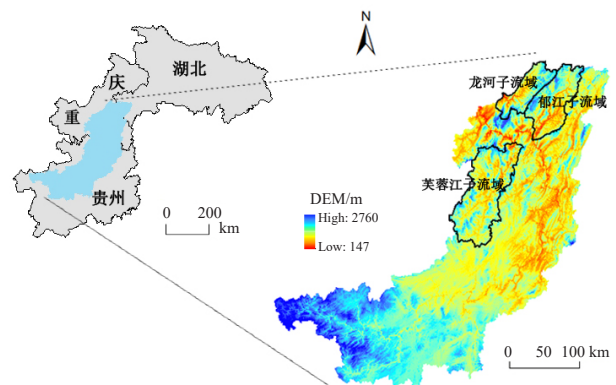 N
湖北
庆
重
贵州
0 200
km
龙河子流域
郁江子流域
芙蓉江子流域
DEM/m
High: 2760
Low: 147
0 50 100 km